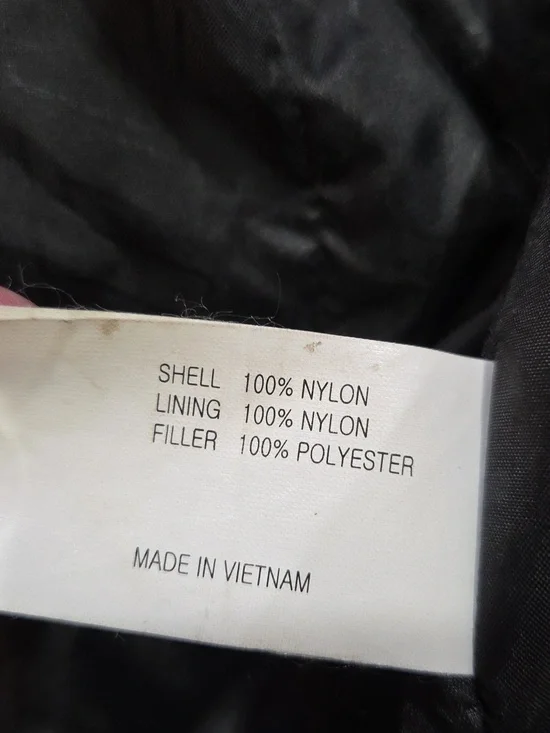 SHELL 100% NYLON
LINING 100% NYLON
FILLER 100% POLYESTER
MADE IN VIETNAM